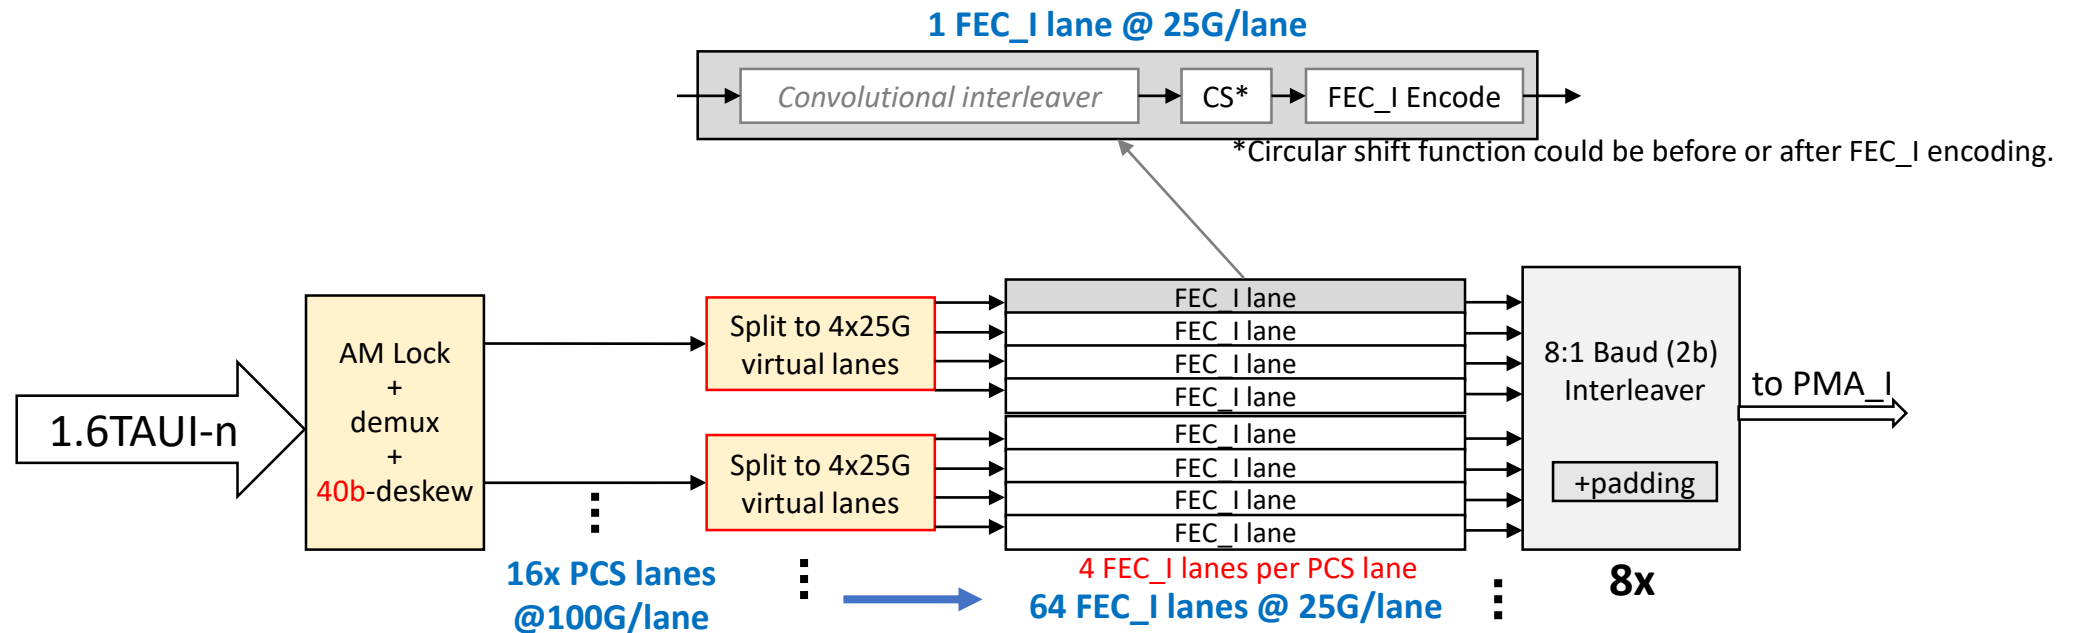 1 FEC_I lane @ 25G/lane
Convolutional interleaver
CS*
FEC_I Encode
*Circular shift function could be before or after FEC_I encoding.
1.6TAUI-n
AM Lock
+
demux
+
40b-deskew
16x PCS lanes
@100G/lane
Split to 4x25G
virtual lanes
Split to 4x25G
virtual lanes
FEC_I lane
FEC_I lane
FEC_I lane
FEC_I lane
FEC_I lane
FEC_I lane
FEC_I lane
FEC_I lane
4 FEC_I lanes per PCS lane
64 FEC_I lanes @ 25G/lane
8:1 Baud (2b)
Interleaver
+padding
8x
to PMA_I